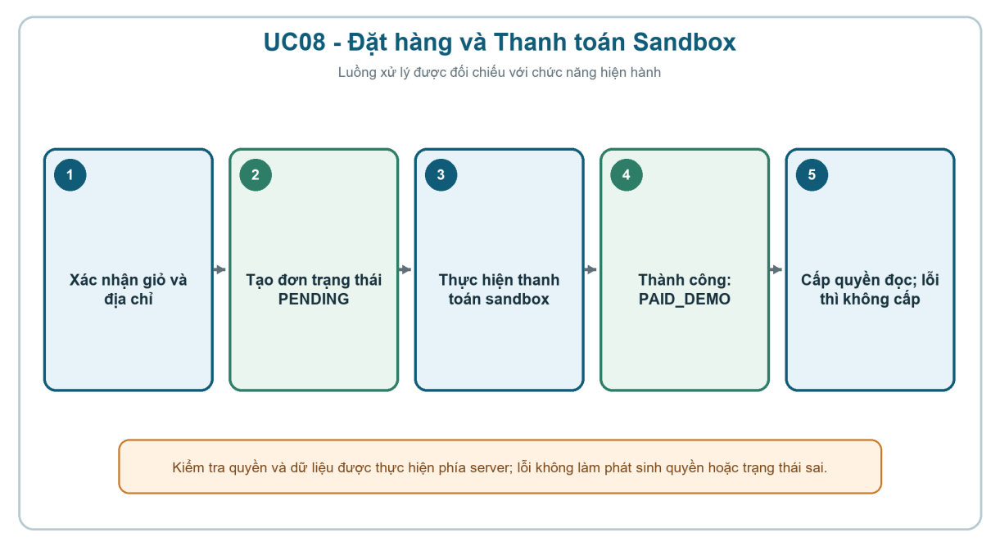 UC08 - Đặt hàng và Thanh toán Sandbox
Luồng xử lý được đối chiếu với chức năng hiện hành
1
Xác nhận giỏ và
địa chỉ
2
Tạo đơn trạng thái
PENDING
3
Thực hiện thanh
toán sandbox
4
Thành công:
PAID_DEMO
5
Cấp quyền đọc; lỗi
thì không cấp
Kiểm tra quyền và dữ liệu được thực hiện phía server; lỗi không làm phát sinh quyền hoặc trạng thái sai.